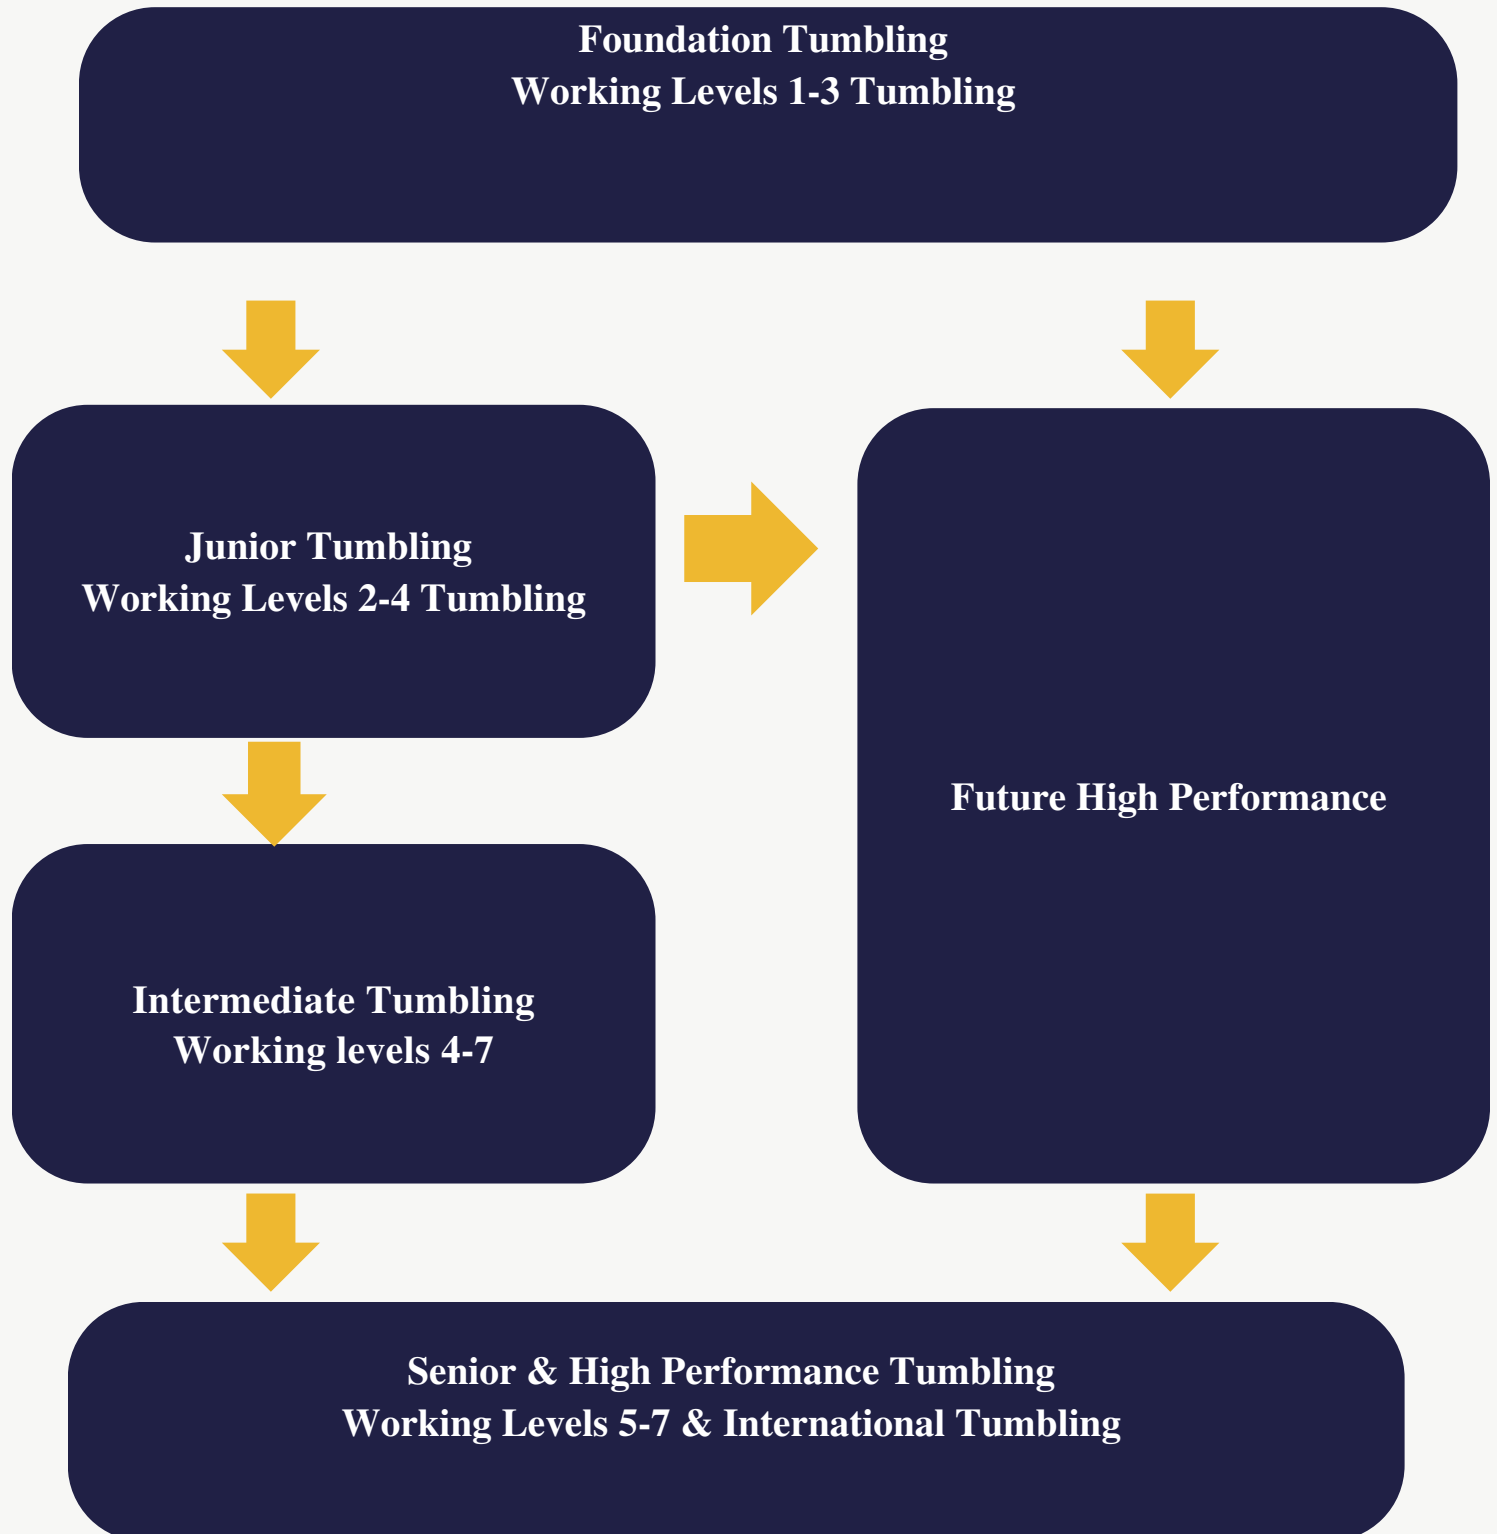 Foundation Tumbling
Working Levels 1-3 Tumbling
Junior Tumbling
Working Levels 2-4 Tumbling
Future High Performance
Intermediate Tumbling
Working levels 4-7
Senior & High Performance Tumbling
Working Levels 5-7 & International Tumbling